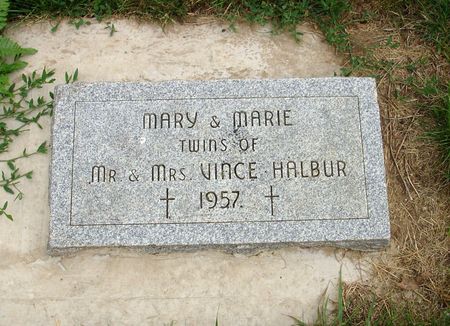 MARY & MARIE
TWINS OF
MR & MRS. VINCE HALBUR
† 1957 †